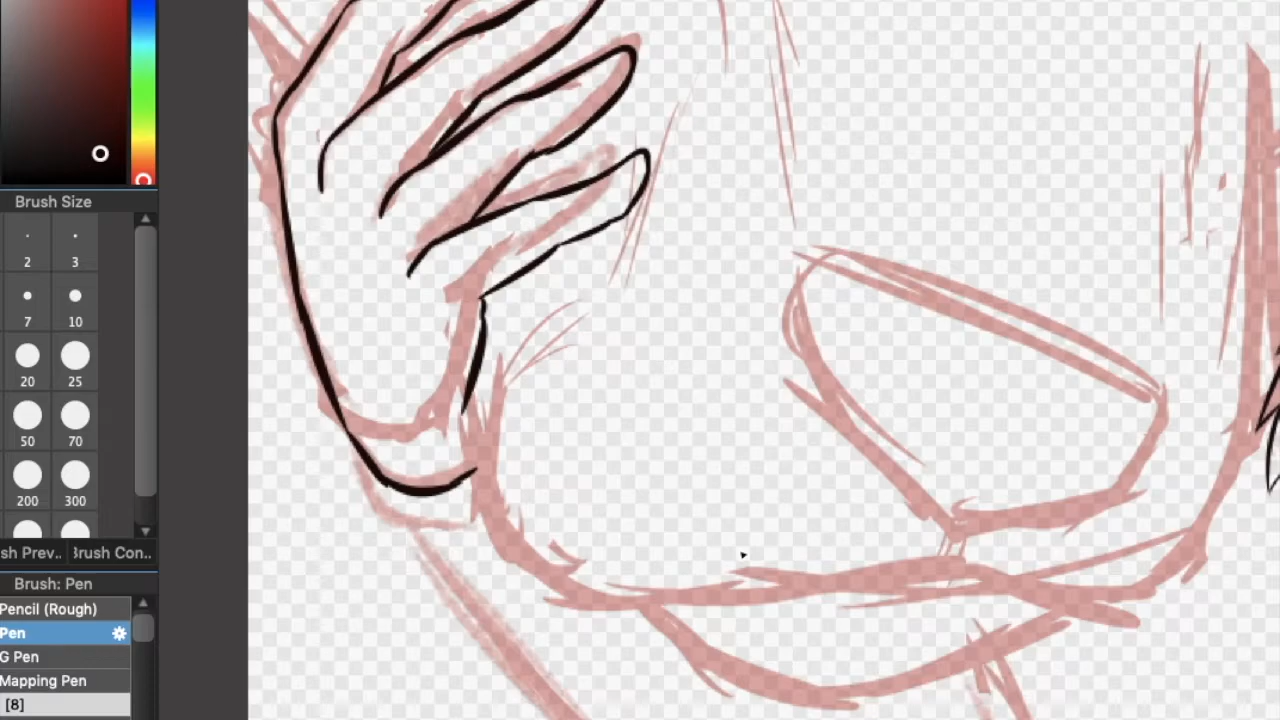 Brush Size
2 3
7 10
20 25
50 70
200 300
sh Prev.. Brush Con..
Brush: Pen
Pencil (Rough)
Pen
G Pen
Mapping Pen
[8]